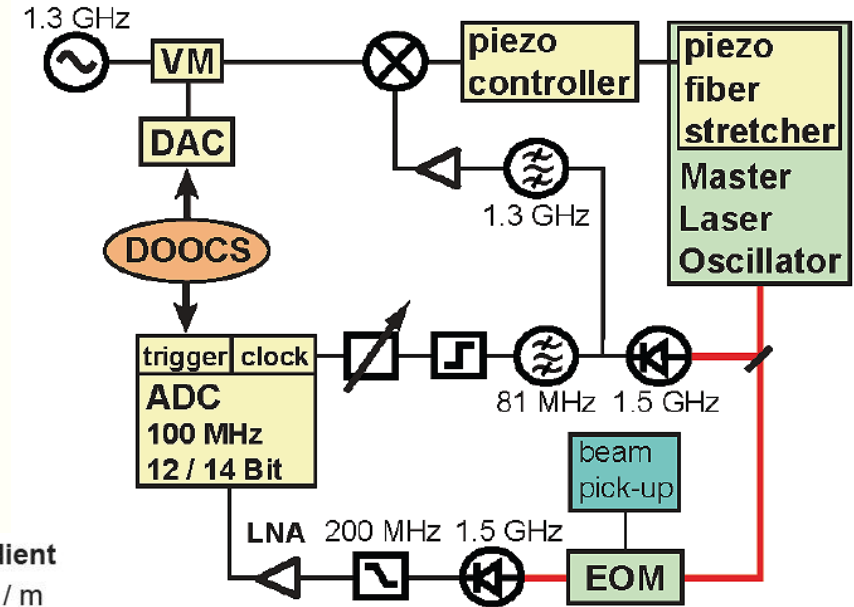 1.3 GHz
VM
piezo
controller
piezo
fiber
stretcher
DAC
Master
Laser
Oscillator
1.3 GHz
DOOCS
trigger clock
ADC
100 MHz
12 / 14 Bit
81 MHz 1.5 GHz
beam
pick-up
LNA 200 MHz 1.5 GHz
EOM
lient
/ m